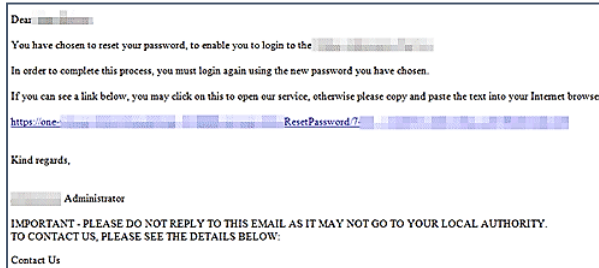 Dear
You have chosen to reset your password, to enable you to login to the
In order to complete this process, you must login again using the new password you have chosen.
If you can see a link below, you may click on this to open our service, otherwise please copy and paste the text into your Internet browse
https://one- ResetPassword/7-
Kind regards,
Administrator
IMPORTANT - PLEASE DO NOT REPLY TO THIS EMAIL AS IT MAY NOT GO TO YOUR LOCAL AUTHORITY.
TO CONTACT US, PLEASE SEE THE DETAILS BELOW:
Contact Us